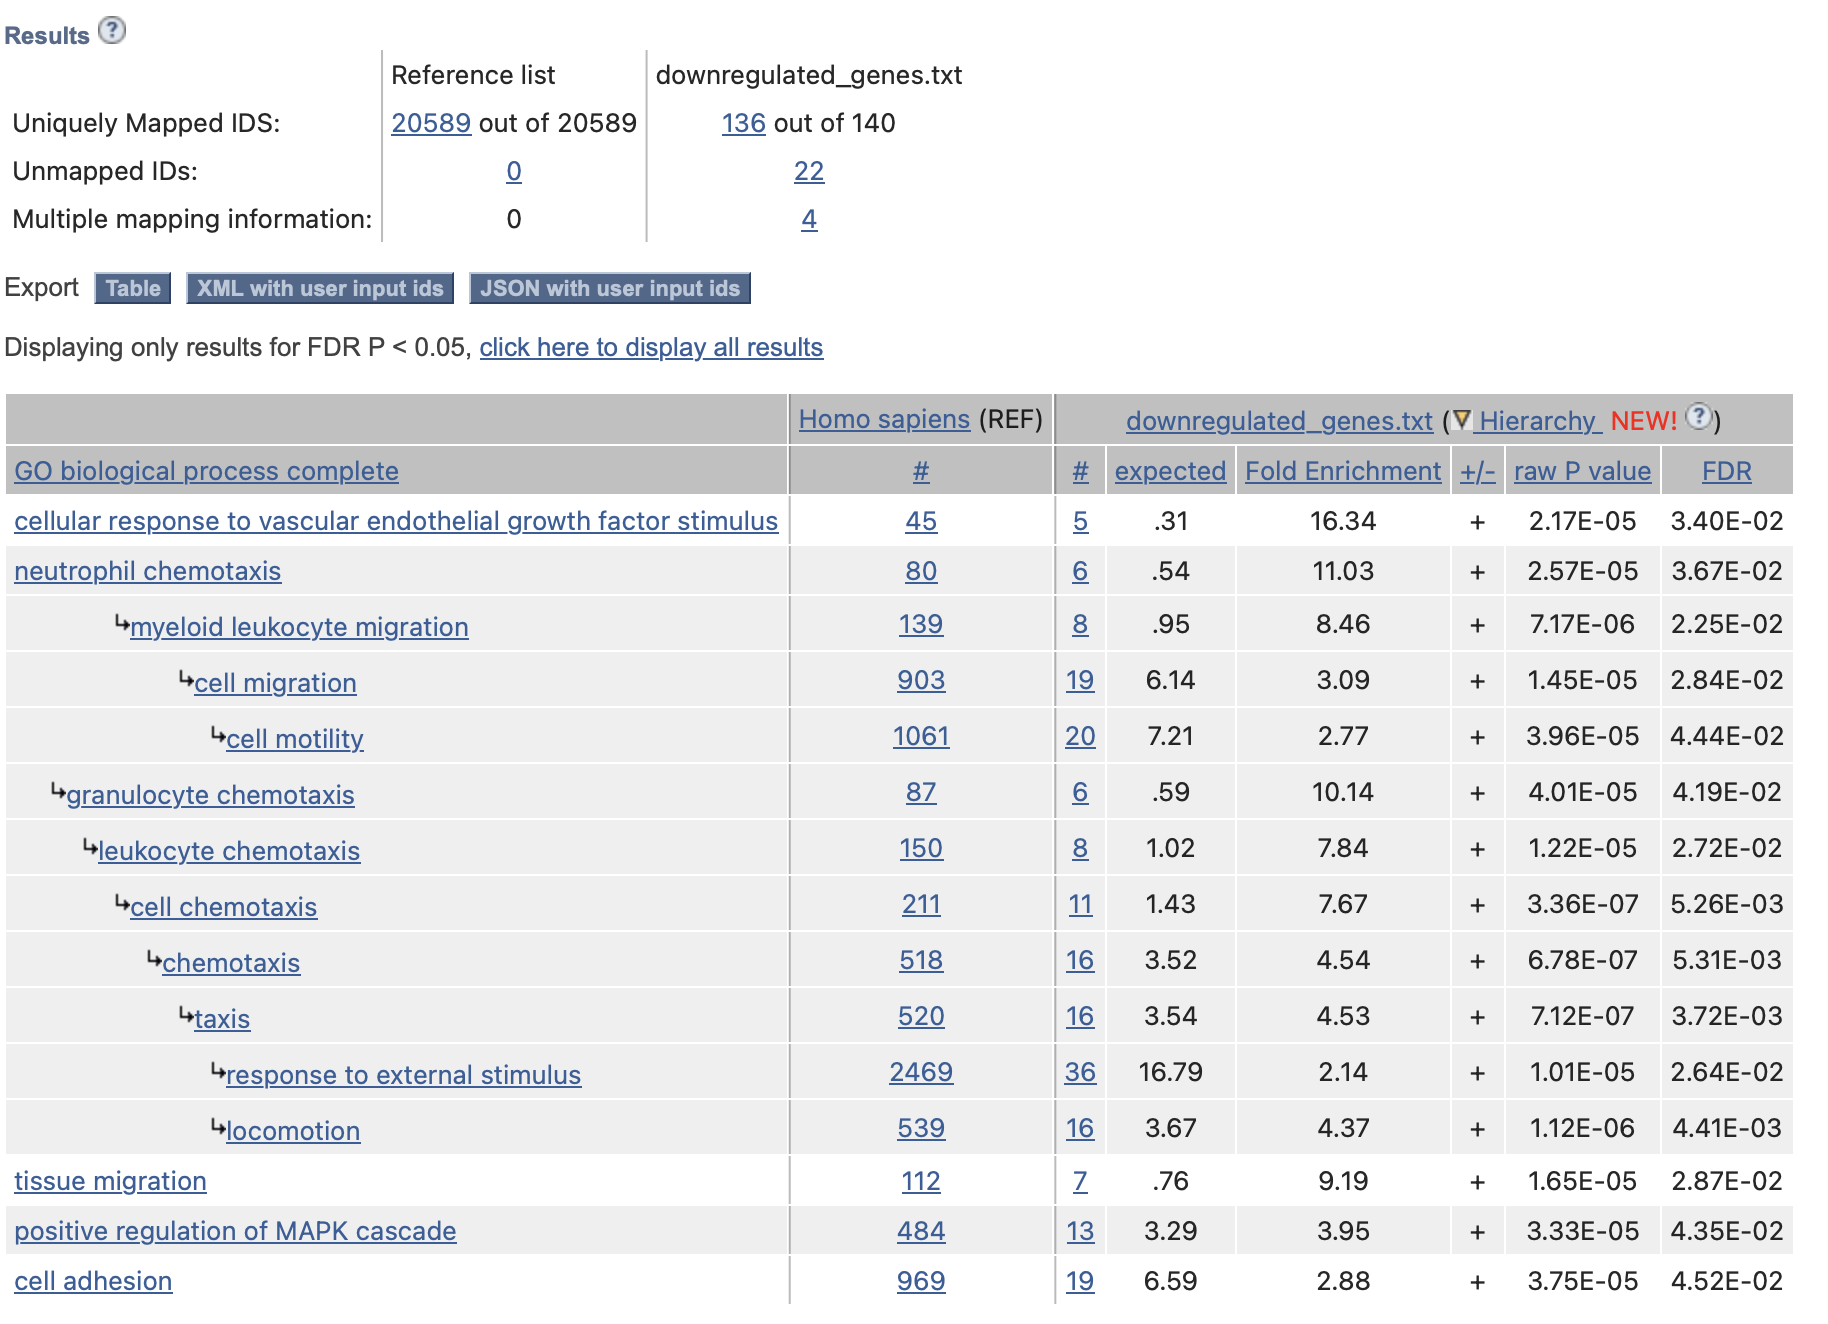 Results ?
Reference list downregulated_genes.txt
Uniquely Mapped IDS: 20589 out of 20589 136 out of 140
Unmapped IDs: 0 22
Multiple mapping information: 0 4
Export Table XML with user input ids JSON with user input ids
Displaying only results for FDR P < 0.05, click here to display all results
Homo sapiens (REF) downregulated_genes.txt (Hierarchy NEW! ?)
GO biological process complete # # expected Fold Enrichment +/- raw P value FDR
cellular response to vascular endothelial growth factor stimulus 45 5 .31 16.34 + 2.17E-05 3.40E-02
neutrophil chemotaxis 80 6 .54 11.03 + 2.57E-05 3.67E-02
↳myeloid leukocyte migration 139 8 .95 8.46 + 7.17E-06 2.25E-02
↳cell migration 903 19 6.14 3.09 + 1.45E-05 2.84E-02
↳cell motility 1061 20 7.21 2.77 + 3.96E-05 4.44E-02
↳granulocyte chemotaxis 87 6 .59 10.14 + 4.01E-05 4.19E-02
↳leukocyte chemotaxis 150 8 1.02 7.84 + 1.22E-05 2.72E-02
↳cell chemotaxis 211 11 1.43 7.67 + 3.36E-07 5.26E-03
↳chemotaxis 518 16 3.52 4.54 + 6.78E-07 5.31E-03
↳taxis 520 16 3.54 4.53 + 7.12E-07 3.72E-03
↳response to external stimulus 2469 36 16.79 2.14 + 1.01E-05 2.64E-02
↳locomotion 539 16 3.67 4.37 + 1.12E-06 4.41E-03
tissue migration 112 7 .76 9.19 + 1.65E-05 2.87E-02
positive regulation of MAPK cascade 484 13 3.29 3.95 + 3.33E-05 4.35E-02
cell adhesion 969 19 6.59 2.88 + 3.75E-05 4.52E-02